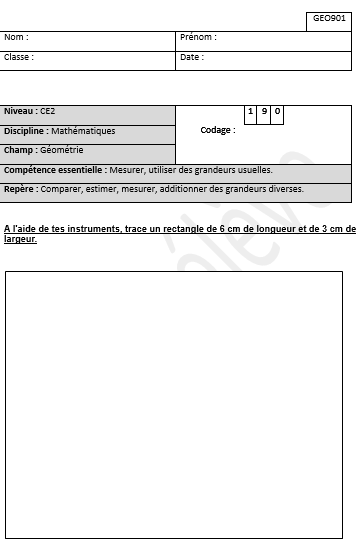 GEO901
Nom : Prénom :
Classe : Date :
Niveau : CE2 1 9 0
Discipline : Mathématiques Codage :
Champ : Géométrie
Compétence essentielle : Mesurer, utiliser des grandeurs usuelles.
Repère : Comparer, estimer, mesurer, additionner des grandeurs diverses.
A l'aide de tes instruments, trace un rectangle de 6 cm de longueur et de 3 cm de
largeur.
élève